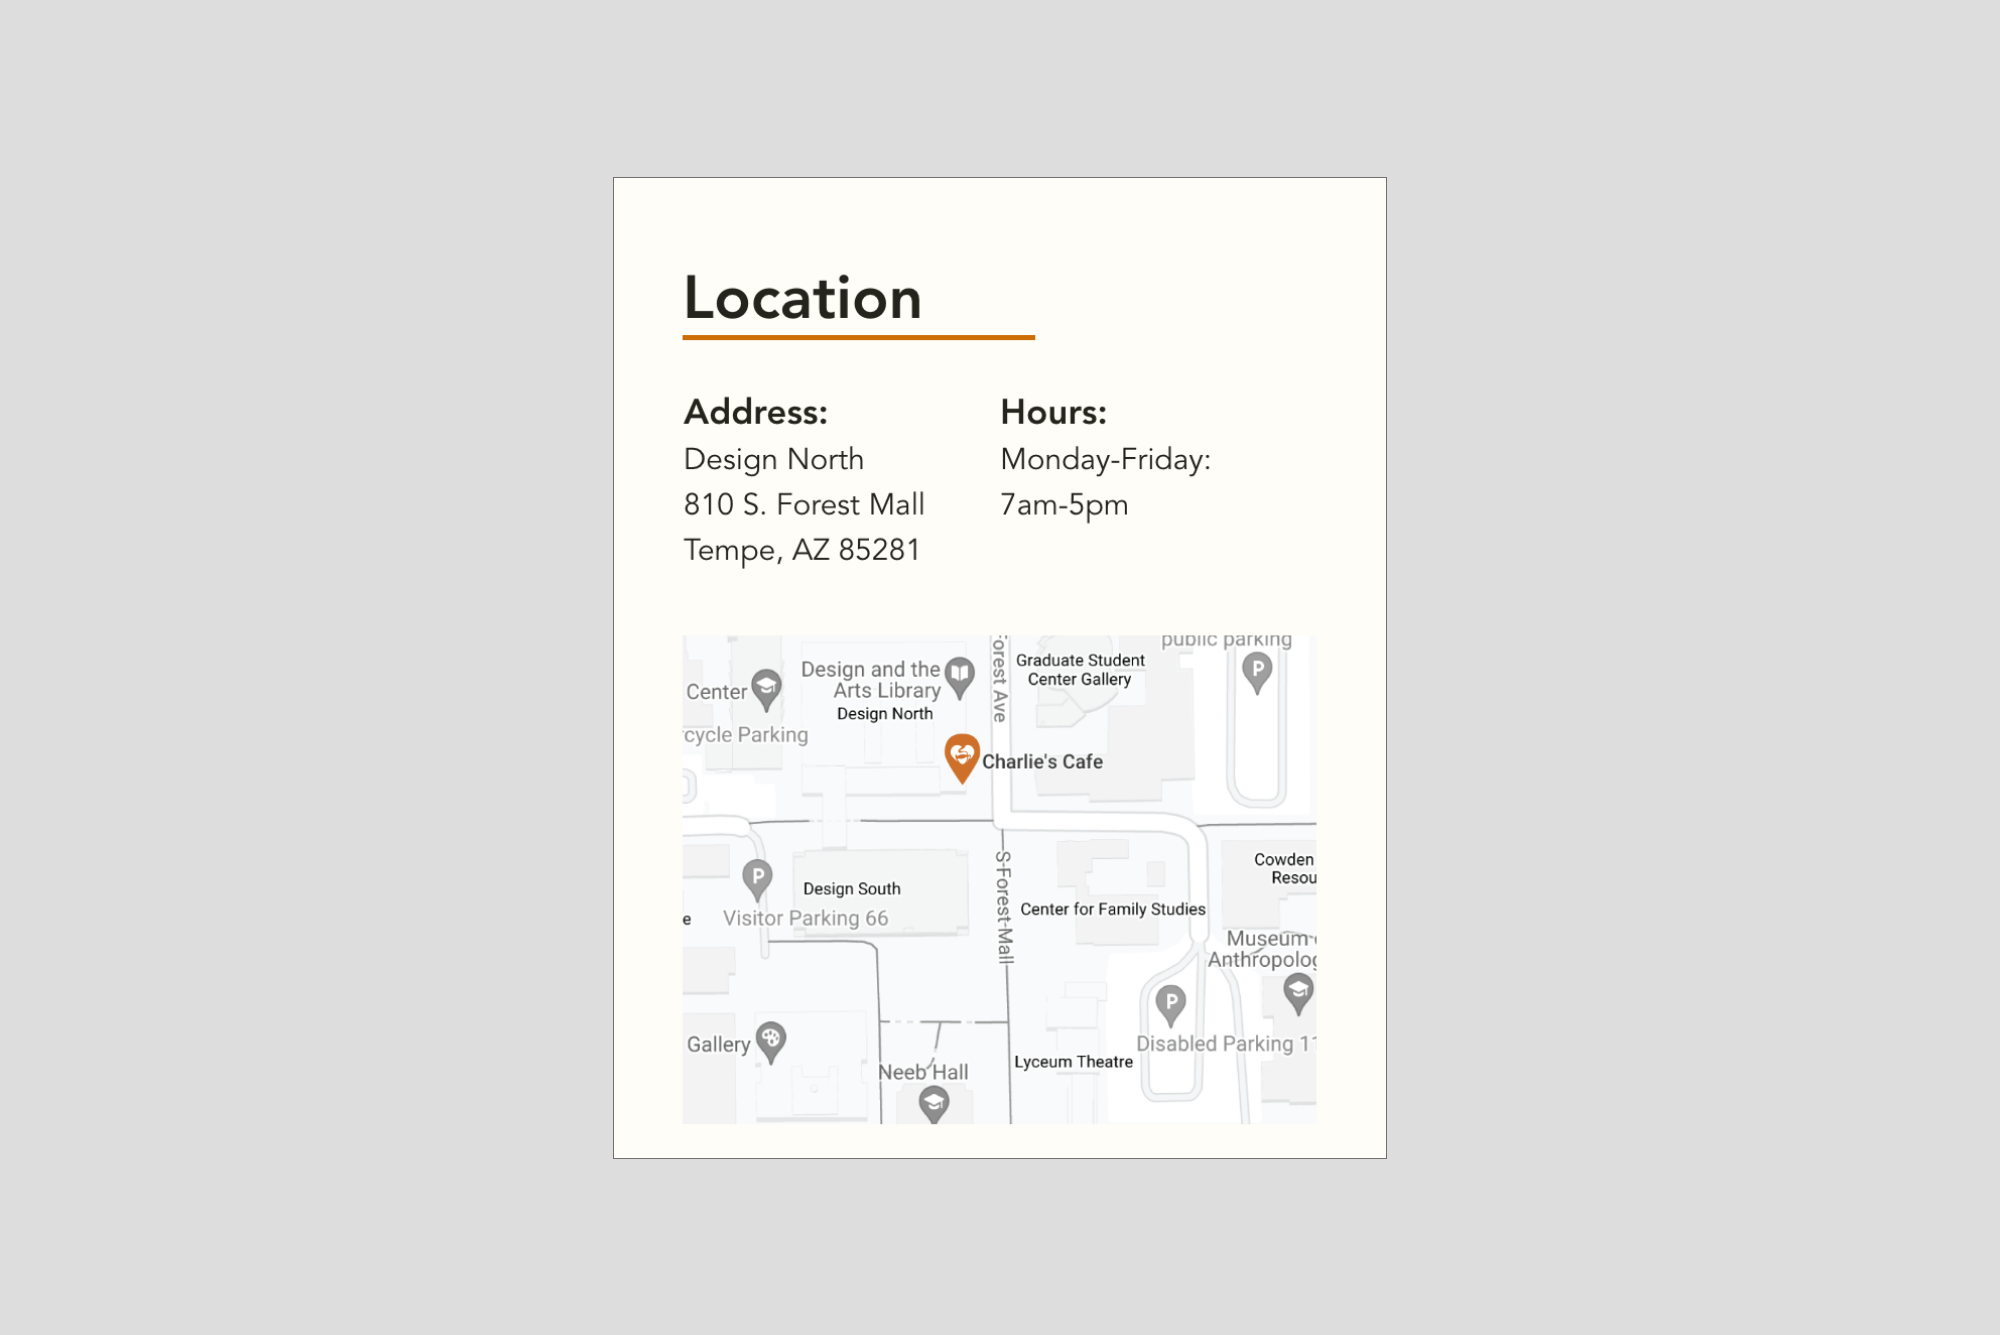 Location
Address:
Design North
810 S. Forest Mall
Tempe, AZ 85281
Hours:
Monday-Friday:
7am-5pm
public parking
P
Forest Ave
Graduate Student
Center Gallery
Design and the
Arts Library
Design North
Center
cycle Parking
Charlie's Cafe
Design South
P
Visitor Parking 66
e
S Forest Mall
Center for Family Studies
Cowden
Resou
Museum
Anthropolog
P
Disabled Parking 11
Gallery
Neeb Hall
Lyceum Theatre